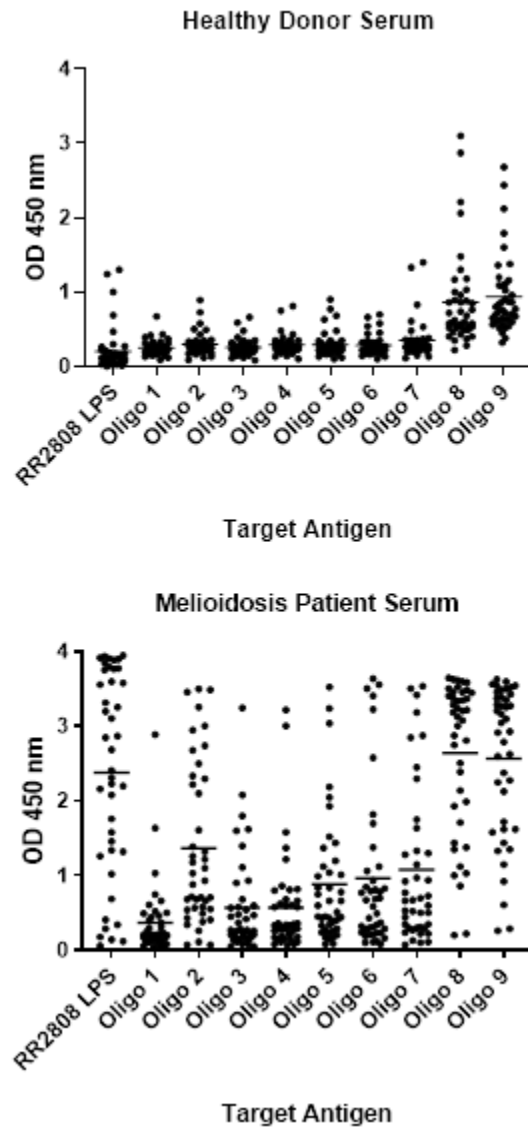 Healthy Donor Serum
4
3
2
1
0
OD 450 nm
RR2808 LPS
Oligo 1
Oligo 2
Oligo 3
Oligo 4
Oligo 5
Oligo 6
Oligo 7
Oligo 8
Oligo 9
Target Antigen
Melioidosis Patient Serum
4
3
2
1
0
OD 450 nm
RR2808 LPS
Oligo 1
Oligo 2
Oligo 3
Oligo 4
Oligo 5
Oligo 6
Oligo 7
Oligo 8
Oligo 9
Target Antigen